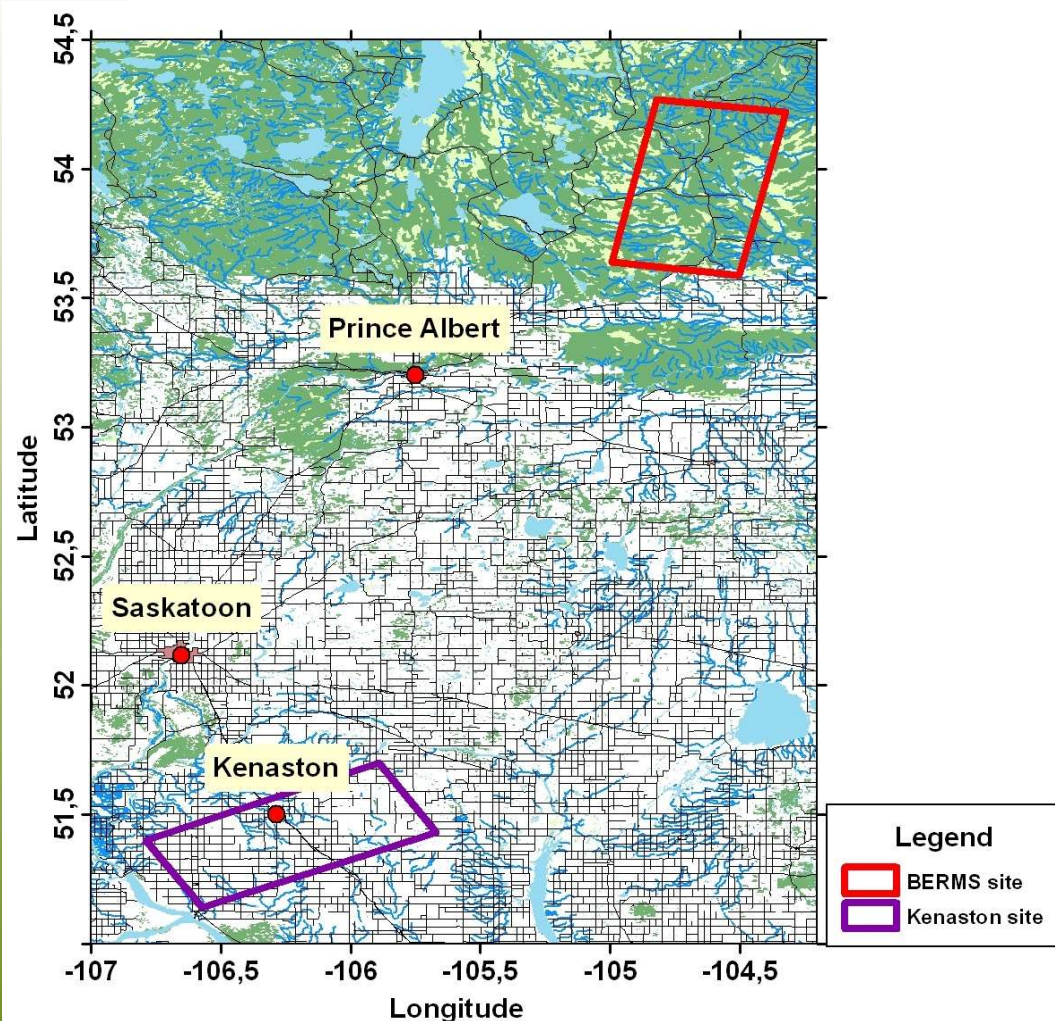 54,5
54
53,5
53
52,5
52
51,5
Latitude
Prince Albert
Saskatoon
Kenaston
-107
-106,5
-106
-105,5
-105
-104,5
Longitude
Legend
BERMS site
Kenaston site